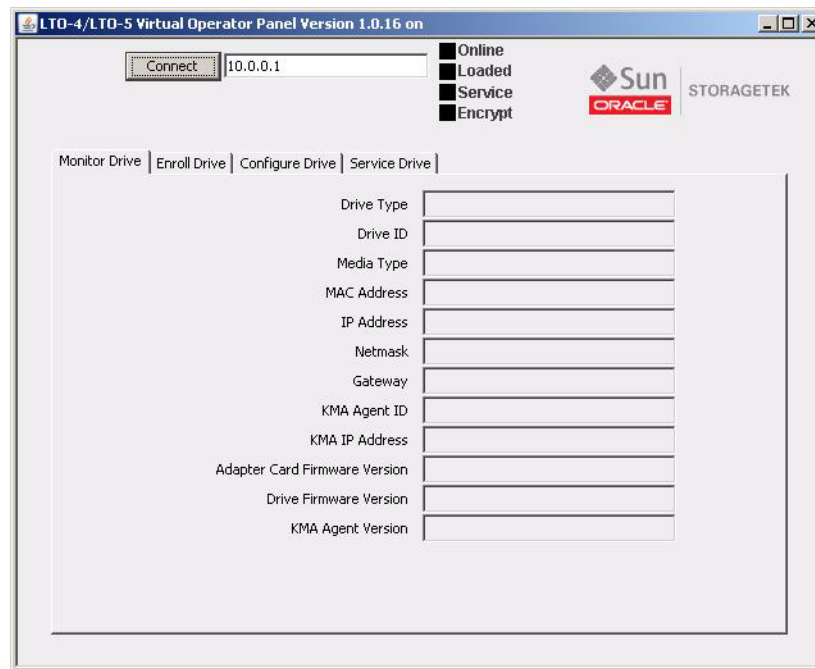 LTO-4/LTO-5 Virtual Operator Panel Version 1.0.16 on
Connect 10.0.0.1
Online
Loaded
Service
Encrypt
Sun
ORACLE
STORAGETEK
Monitor Drive Enroll Drive Configure Drive Service Drive
Drive Type
Drive ID
Media Type
MAC Address
IP Address
Netmask
Gateway
KMA Agent ID
KMA IP Address
Adapter Card Firmware Version
Drive Firmware Version
KMA Agent Version